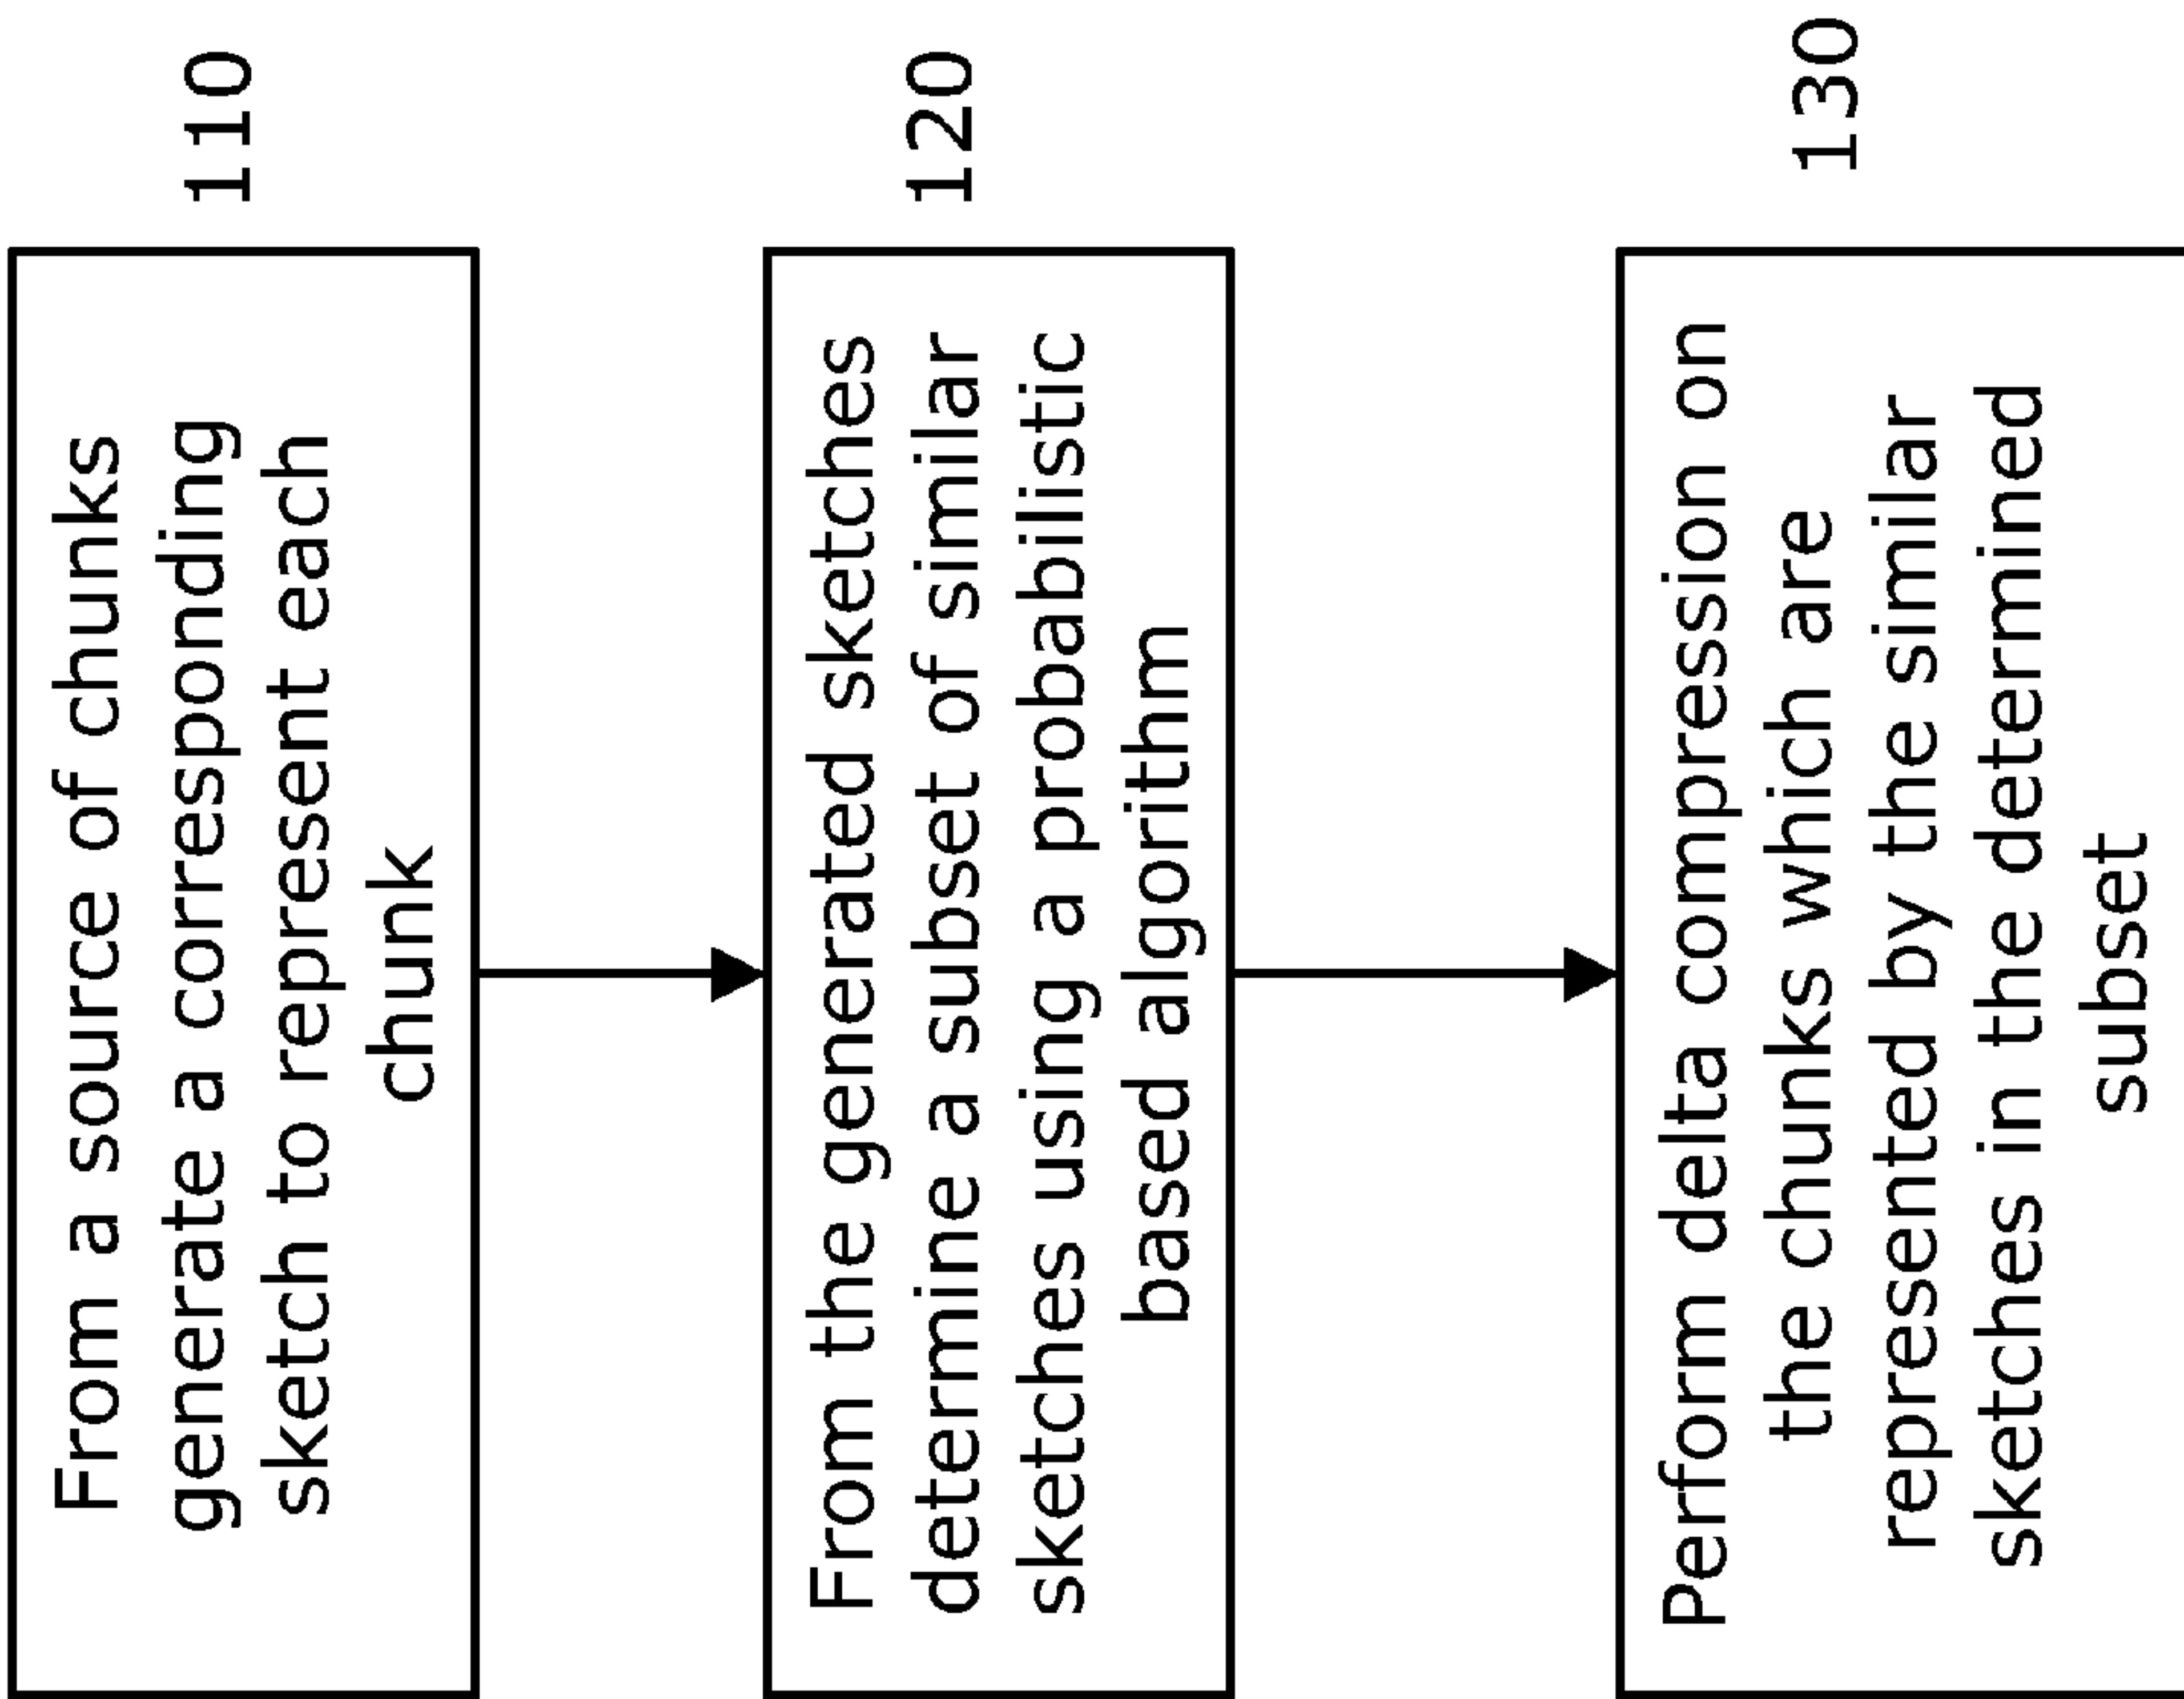 From a source of chunks
generate a corresponding
sketch to represent each
chunk
110
From the generated sketches
determine a subset of similar
sketches using a probabilistic
based algorithm
120
Perform delta compression on
the chunks which are
represented by the similar
sketches in the determined
subset
130